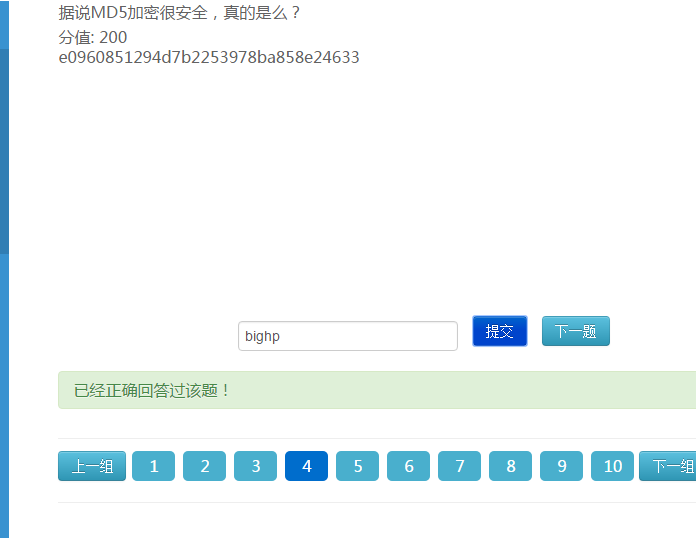 据说MD5加密很安全，真的是么？
分值: 200
e0960851294d7b2253978ba858e24633
bighp 提交 下一题
已经正确回答过该题！
上一组 1 2 3 4 5 6 7 8 9 10 下一组